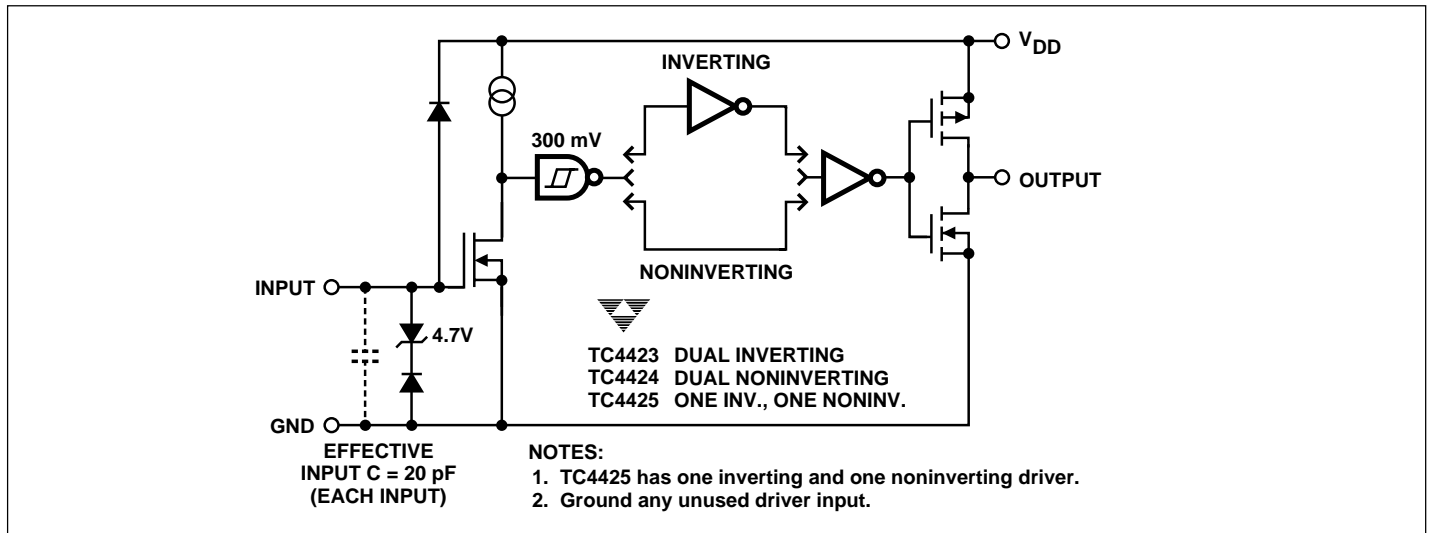 V DD
INVERTING
300 mV
OUTPUT
NONINVERTING
INPUT
4.7V
TC4423 DUAL INVERTING
TC4424 DUAL NONINVERTING
TC4425 ONE INV., ONE NONINV.
GND
EFFECTIVE
INPUT C = 20 pF
(EACH INPUT)
NOTES:
1. TC4425 has one inverting and one noninverting driver.
2. Ground any unused driver input.